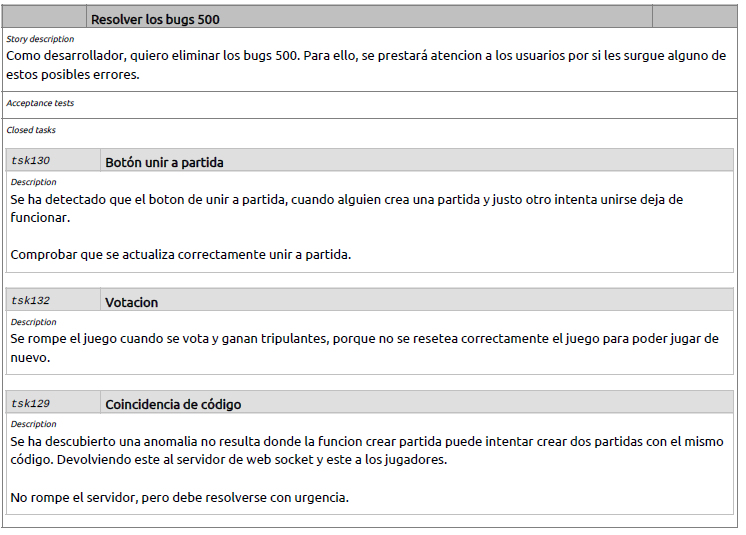 Resolver los bugs 500
Story description
Como desarrollador, quiero eliminar los bugs 500. Para ello, se prestará atencion a los usuarios por si les surgue alguno de
estos posibles errores.
Acceptance tests
Closed tasks
tsk130 Botón unir a partida
Description
Se ha detectado que el boton de unir a partida, cuando alguien crea una partida y justo otro intenta unirse deja de
funcionar.
Comprobar que se actualiza correctamente unir a partida.
tsk132 Votacion
Description
Se rompe el juego cuando se vota y ganan tripulantes, porque no se resetea correctamente el juego para poder jugar de
nuevo.
tsk129 Coincidencia de código
Description
Se ha descubierto una anomalia no resulta donde la funcion crear partida puede intentar crear dos partidas con el mismo
código. Devolviendo este al servidor de web socket y este a los jugadores.
No rompe el servidor, pero debe resolverse con urgencia.